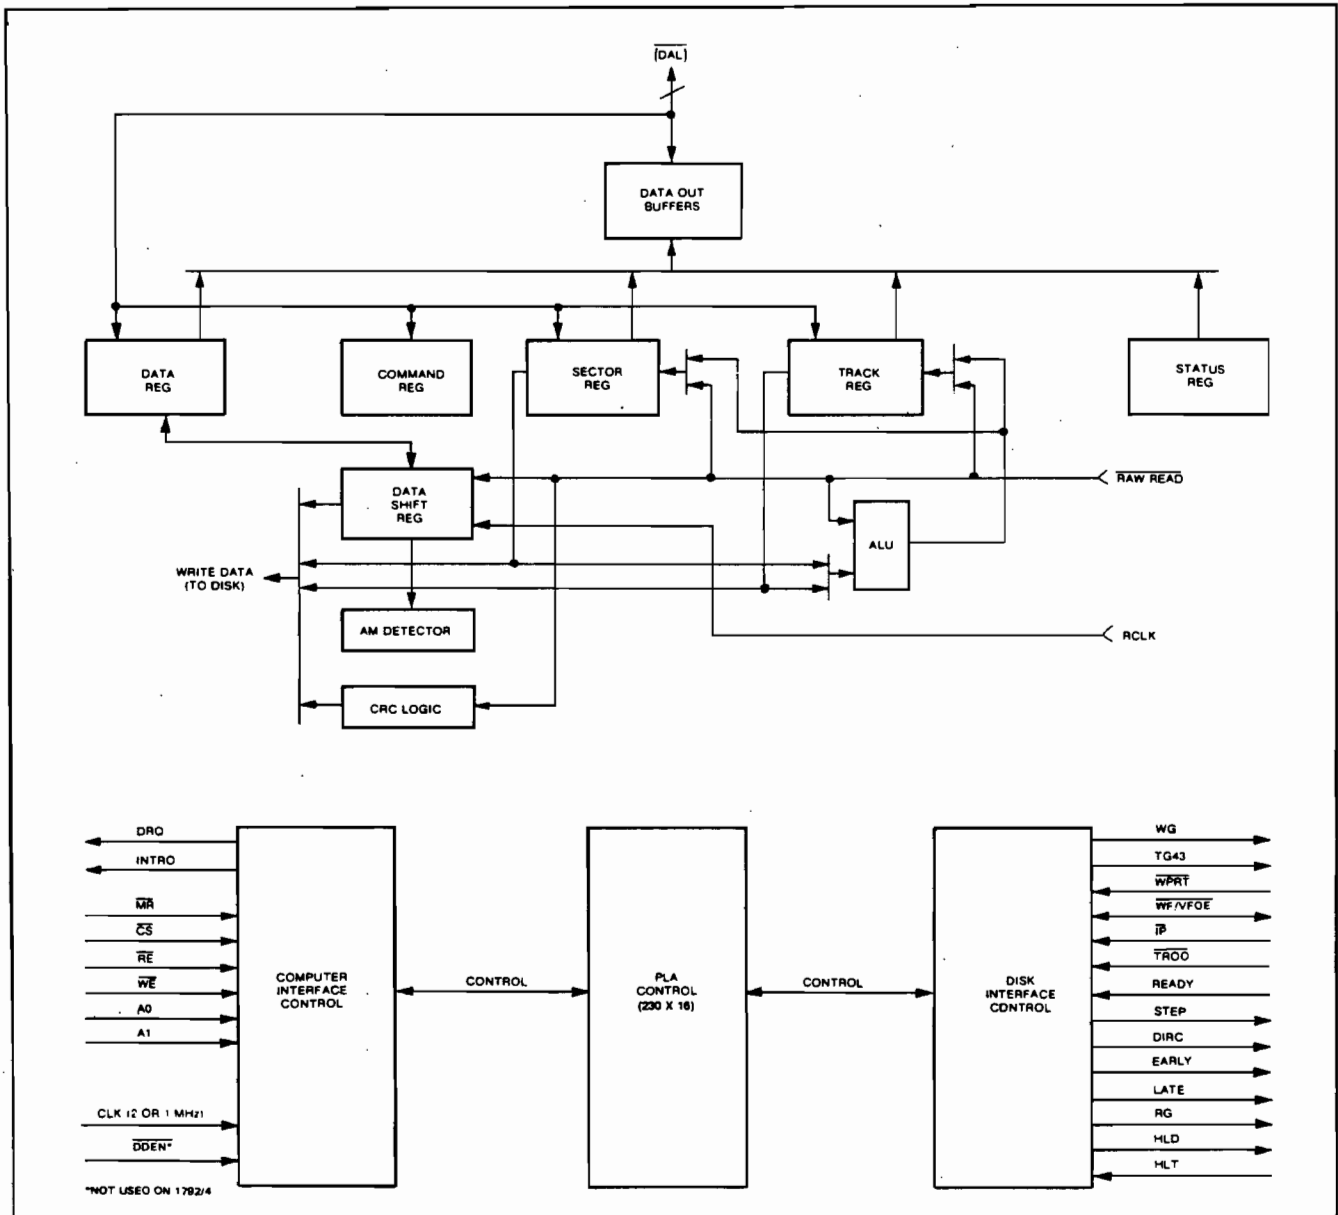 (DAL)
DATA OUT
BUFFERS
DATA
REG
COMMAND
REG
SECTOR
REG
TRACK
REG
STATUS
REG
DATA
SHIFT
REG
RAW READ
ALU
WRITE DATA
(TO DISK)
AM DETECTOR
RCLK
CRC LOGIC
DRQ
INTRQ
MR
CS
RE
WE
A0
A1
CLK (2 OR 1 MHz)
DDEN*
*NOT USED ON 1792/4
COMPUTER
INTERFACE
CONTROL
CONTROL
PLA
CONTROL
(230 X 16)
CONTROL
DISK
INTERFACE
CONTROL
WG
TG43
WPRT
WF/VFOE
IP
TROO
READY
STEP
DIRC
EARLY
LATE
RG
HLD
HLT